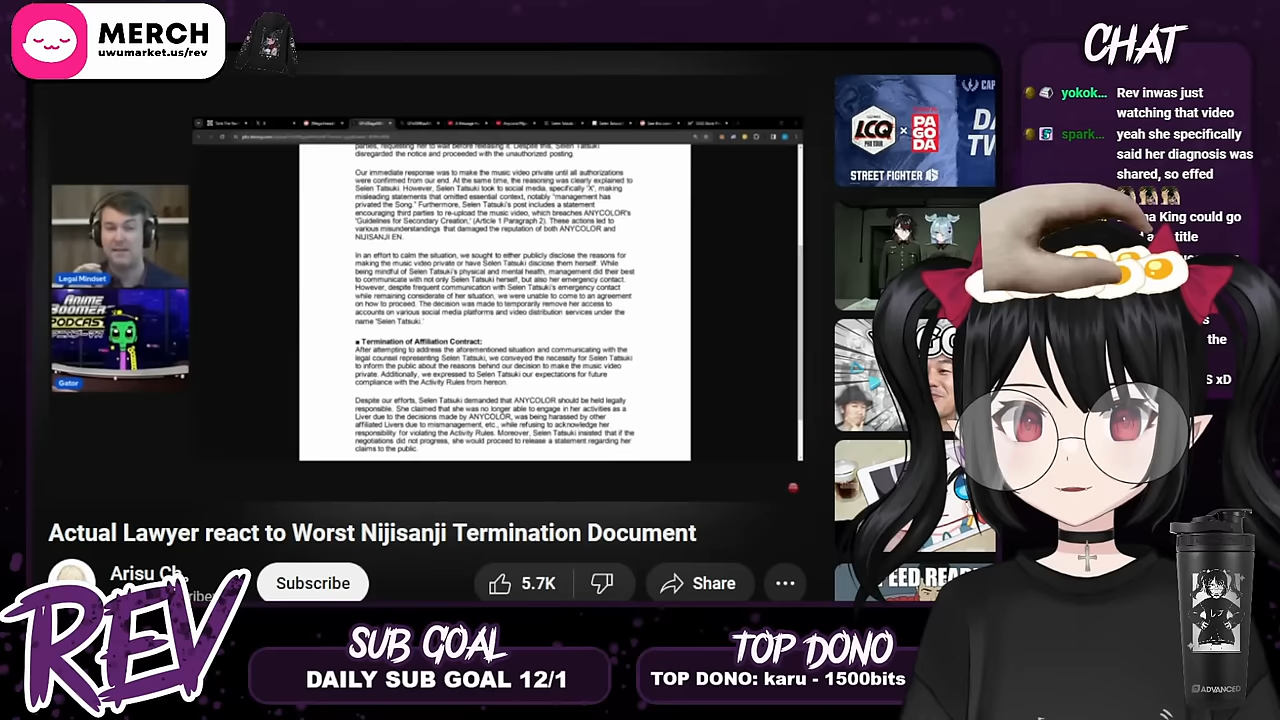 MERCH
uwumarket.us/rev
parties, requesting her to wait before releasing it. Despite this, Selen Tatsuki
disregarded the notice and proceeded with the unauthorized posting.
Our immediate response was to make the music video private until all authorizations
were confirmed from our end. At the same time, the reasoning was clearly explained to
Selen Tatsuki. However, Selen Tatsuki took to social media, specifically 'X', making
misleading statements that omitted essential context, notably "management has
privated the Song." Furthermore, Selen Tatsuki's post includes a statement
encouraging third parties to re-upload the music video, which breaches ANYCOLOR's
'Guidelines for Secondary Creation,' (Article 1 Paragraph 2). These actions led to
various misunderstandings that damaged the reputation of both ANYCOLOR and
NIJISANJI EN.
In an effort to calm the situation, we sought to either publicly disclose the reasons for
making the music video private or have Selen Tatsuki disclose them herself. While
being mindful of Selen Tatsuki's physical and mental health, management did their best
to communicate with not only Selen Tatsuki herself, but also her emergency contact.
However, despite frequent communication with Selen Tatsuki's emergency contact
while remaining considerate of her situation, we were unable to come to an agreement
on how to proceed. The decision was made to temporarily remove her access to
accounts on various social media platforms and video distribution services under the
name 'Selen Tatsuki.'
■ Termination of Affiliation Contract:
After attempting to address the aforementioned situation and communicating with the
legal counsel representing Selen Tatsuki, we conveyed the necessity for Selen Tatsuki
to inform the public about the reasons behind our decision to make the music video
private. Additionally, we expressed to Selen Tatsuki our expectations for future
compliance with the Activity Rules from hereon.
Despite our efforts, Selen Tatsuki demanded that ANYCOLOR should be held legally
responsible. She claimed that she was no longer able to engage in her activities as a
Liver due to the decisions made by ANYCOLOR, was being harassed by other
affiliated Livers due to mismanagement, etc., while refusing to acknowledge her
responsibility for violating the Activity Rules. Moreover, Selen Tatsuki insisted that if the
negotiations did not progress, she would proceed to release a statement regarding her
claims to the public.
Legal Mindset
ANIME
BOOMER
PODCAS
Gator
Actual Lawyer react to Worst Nijisanji Termination Document
Arisu Ch.
Subscribe
5.7K
Share
•••
LCQ
×
PA
GO
DA
CAP
STREET FIGHTER 6
CHAT
yokok... Rev inwas just
watching that video
spark... yeah she specifically
said her diagnosis was
shared, so effed
King could go
title
the
xD
REV
SUB GOAL
DAILY SUB GOAL 12/1
TOP DONO
TOP DONO: karu - 1500bits
レブ
ADVANCED